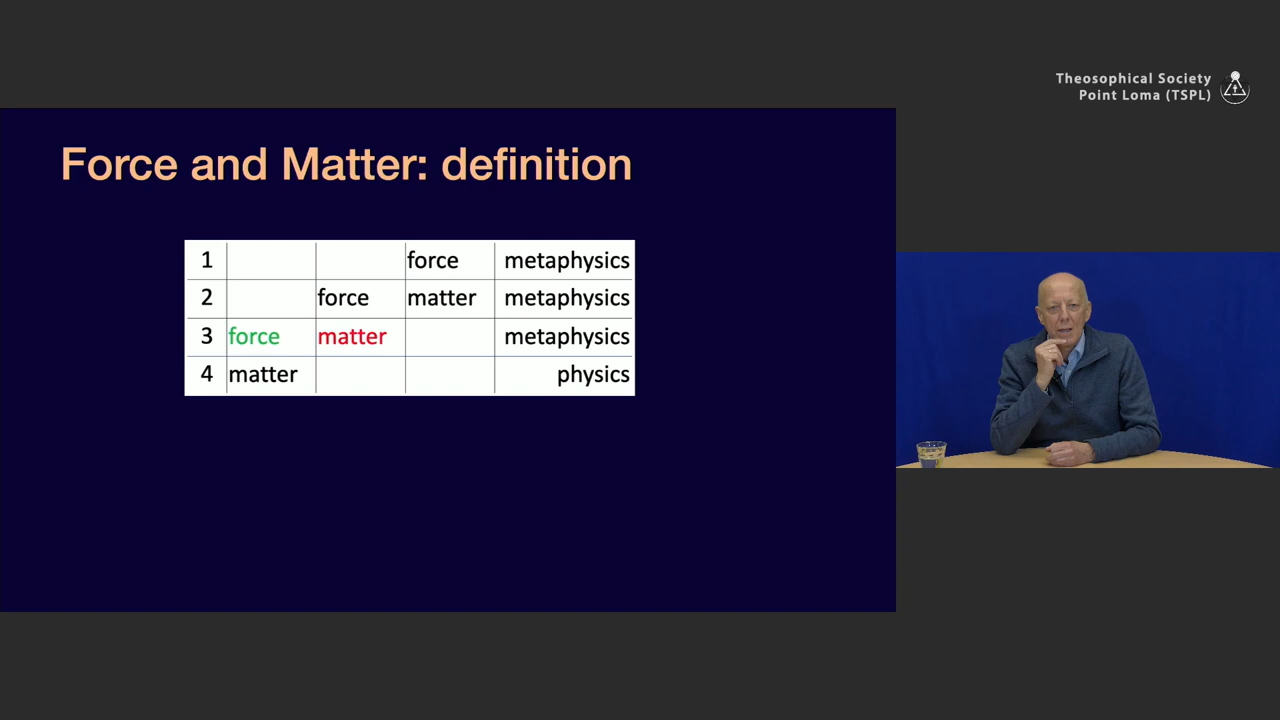 Theosophical Society
Point Loma (TSPL)
Force and Matter: definition
1 force metaphysics
2 force matter metaphysics
3 force matter metaphysics
4 matter physics